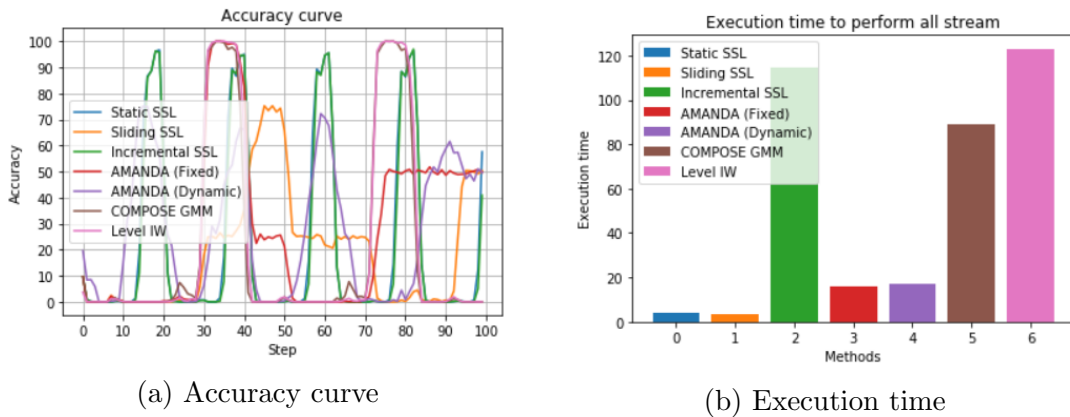 Accuracy curve
100
90
80
70
60
50
40
30
20
10
0
Accuracy
Static SSL
Sliding SSL
Incremental SSL
AMANDA (Fixed)
AMANDA (Dynamic)
COMPOSE GMM
Level IW
0 10 20 30 40 50 60 70 80 90 100
Step
(a) Accuracy curve
Execution time to perform all stream
120
100
80
60
40
20
0
Execution time
Static SSL
Sliding SSL
Incremental SSL
AMANDA (Fixed)
AMANDA (Dynamic)
COMPOSE GMM
Level IW
0 1 2 3 4 5 6
Methods
(b) Execution time